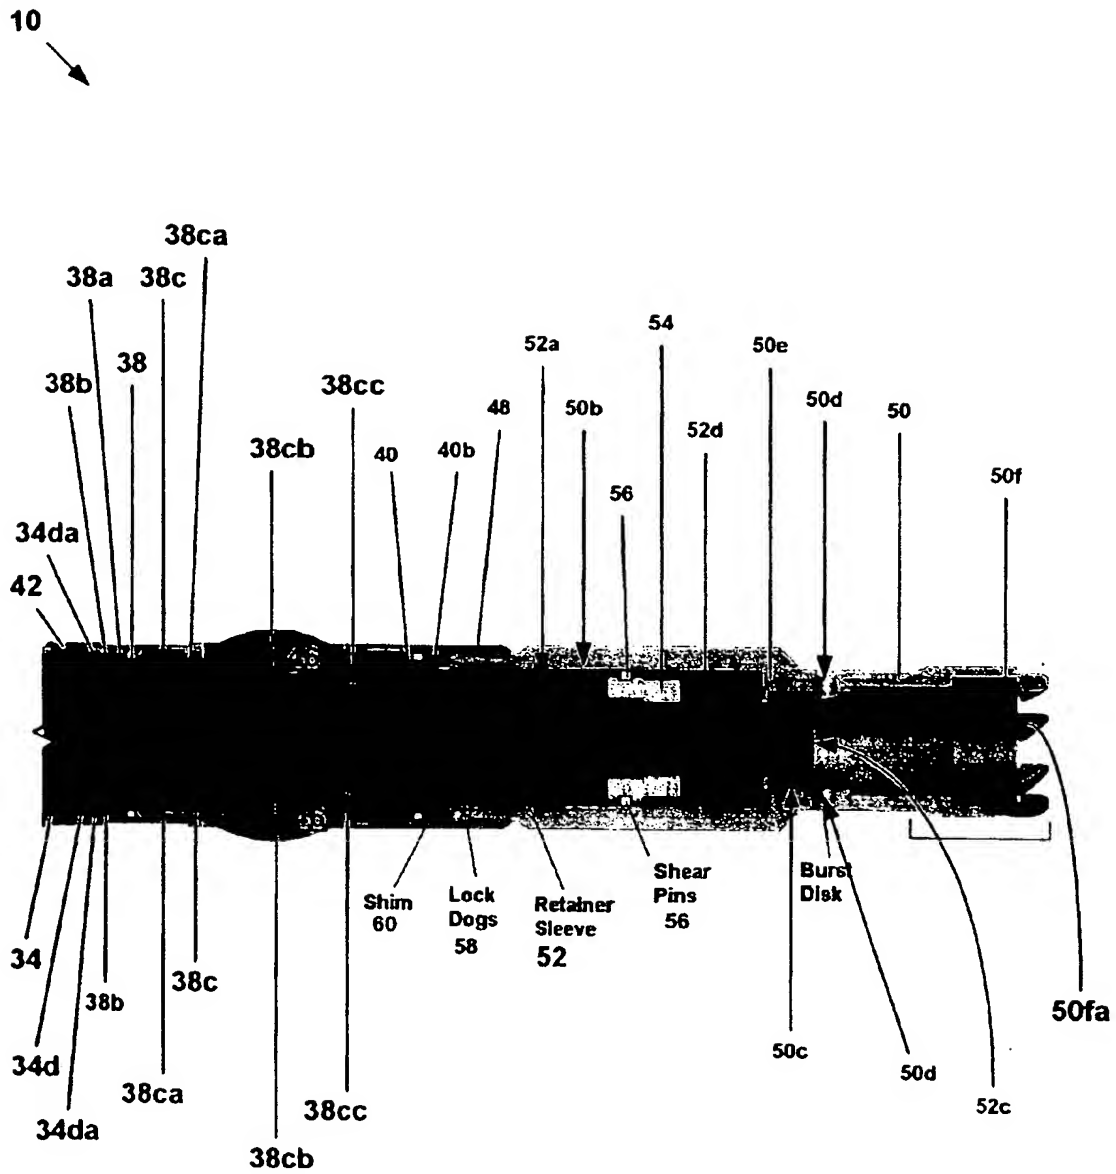 10
38ca
38a
38c
54
52a
50e
38
38b
38cc
50d
48
50b
50
52d
38cb
40
40b
50f
56
34da
42
Shim
60
Lock
Dogs
58
Retainer
Sleeve
52
Shear
Pins
56
Burst
Disk
34
38b
38c
50fa
50c
34d
50d
38ca
52c
34da
38cc
38cb